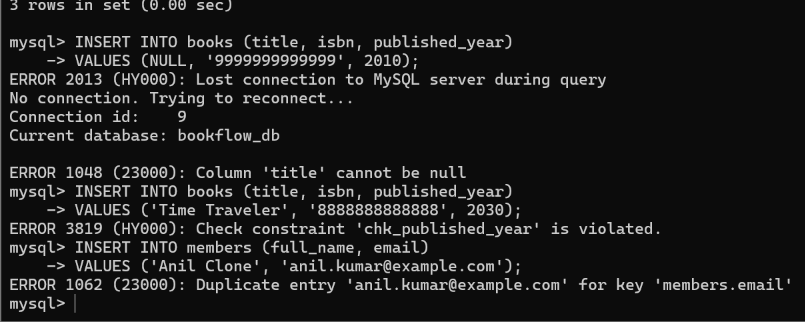 3 rows in set (0.00 sec)
mysql> INSERT INTO books (title, isbn, published_year)
    -> VALUES (NULL, '9999999999999', 2010);
ERROR 2013 (HY000): Lost connection to MySQL server during query
No connection. Trying to reconnect...
Connection id:    9
Current database: bookflow_db
ERROR 1048 (23000): Column 'title' cannot be null
mysql> INSERT INTO books (title, isbn, published_year)
    -> VALUES ('Time Traveler', '8888888888888', 2030);
ERROR 3819 (HY000): Check constraint 'chk_published_year' is violated.
mysql> INSERT INTO members (full_name, email)
    -> VALUES ('Anil Clone', 'anil.kumar@example.com');
ERROR 1062 (23000): Duplicate entry 'anil.kumar@example.com' for key 'members.email'
mysql>